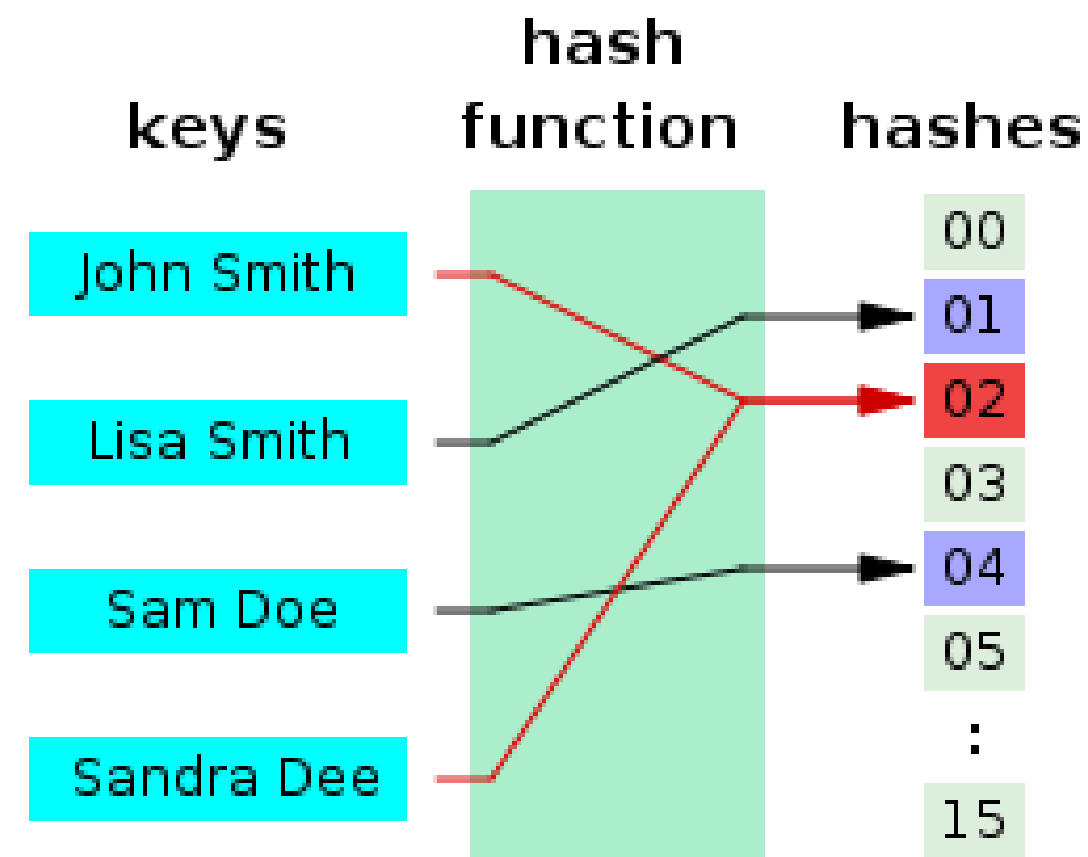 hash
keys function hashes
John Smith
Lisa Smith
Sam Doe
Sandra Dee
00
01
02
03
04
05
:
15